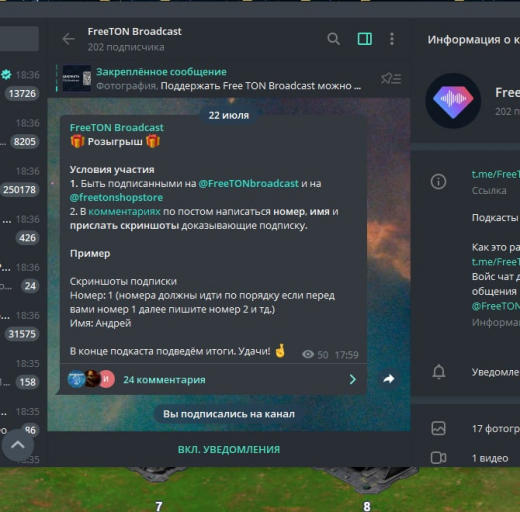 FreeTON Broadcast
202 подписчика
Информация о к
Закреплённое сообщение
Фотография, Поддержать Free TON Broadcast можно ...
18:36
13726
18:36
8205
18:36
250178
... 18:36
426
18:36
24
18:36
31575
18:35
158
18:35
86
18:35
22 июля
FreeTON Broadcast
Розыгрыш
Условия участия
1. Быть подписанными на @FreeTONbroadcast и на
@freetonshopstore
2. В комментариях по постом написаться номер, имя и
прислать скриншоты доказывающие подписку.
Пример
Скриншоты подписки
Номер: 1 (номера должны идти по порядку если перед
вами номер 1 далее пишите номер 2 и тд.)
Имя: Андрей
В конце подкаста подведём итоги. Удачи!
50 17:59
И
24 комментария
Вы подписались на канал
ВКЛ. УВЕДОМЛЕНИЯ
Free
202 п
t.me/FreeT
Ссылка
Подкасты
Как это ра
t.me/FreeT
Войс чат д
общения
@FreeTON
Информац
Уведомле
17 фотогр
1 видео
7
8